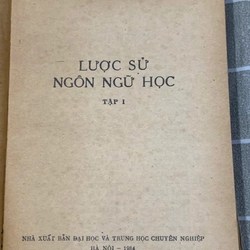 LƯỢC SỬ
NGÔN NGỮ HỌC
TẬP I
NHÀ XUẤT BẢN ĐẠI HỌC VÀ TRUNG HỌC CHUYÊN NGHIỆP
HÀ NỘI — 1984